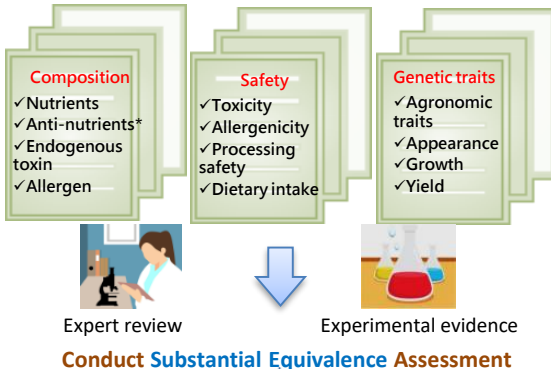 Composition
✓Nutrients
✓Anti-nutrients*
✓Endogenous
toxin
✓Allergen
Safety
✓Toxicity
✓Allergenicity
✓Processing
safety
✓Dietary intake
Genetic traits
✓Agronomic
traits
✓Appearance
✓Growth
✓Yield
Expert review
Experimental evidence
Conduct Substantial Equivalence Assessment